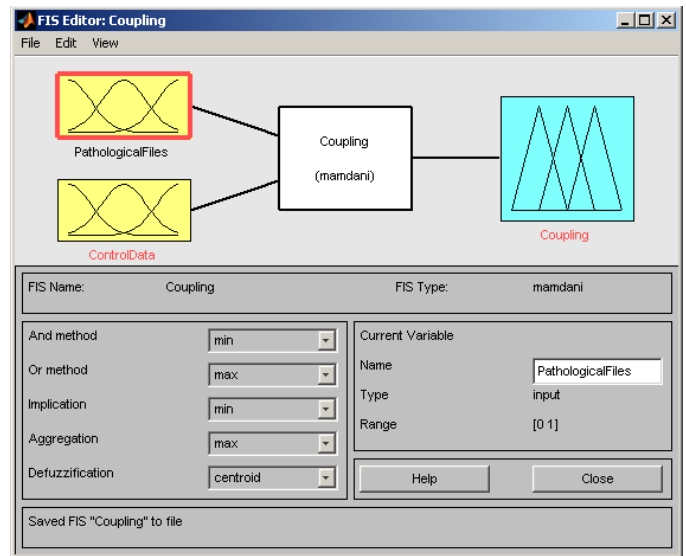 FIS Editor: Coupling
File Edit View
PathologicalFiles
ControlData
Coupling
(mamdani)
Coupling
FIS Name: Coupling FIS Type: mamdani
And method min
Or method max
Implication min
Aggregation max
Defuzzification centroid
Current Variable
Name PathologicalFiles
Type input
Range [0 1]
Help Close
Saved FIS "Coupling" to file